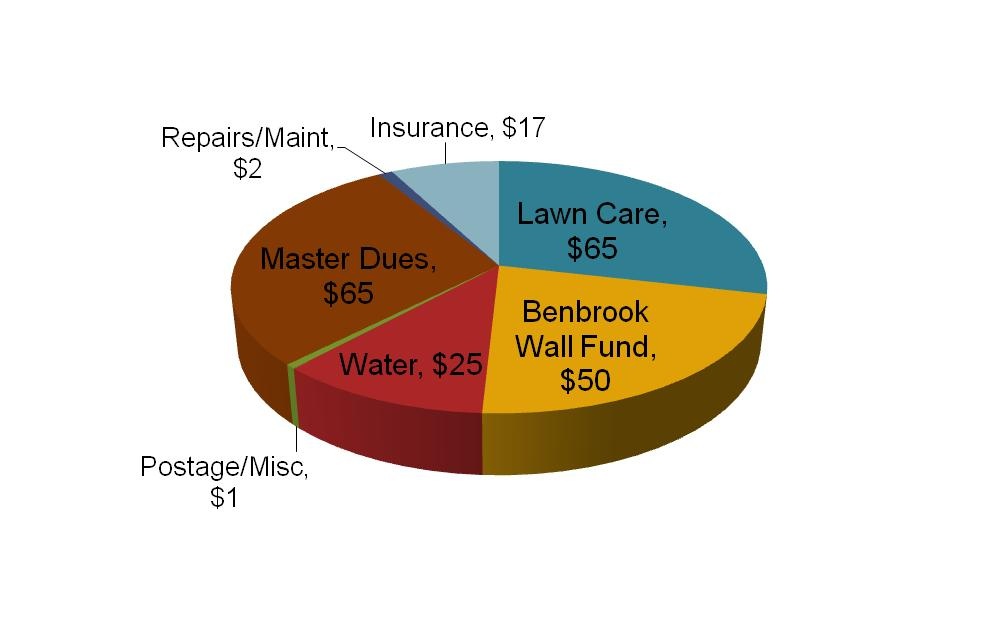 Insurance, $17
Repairs/Maint,
$2
Lawn Care,
$65
Master Dues,
$65
Benbrook
Wall Fund,
$50
Water, $25
Postage/Misc,
$1